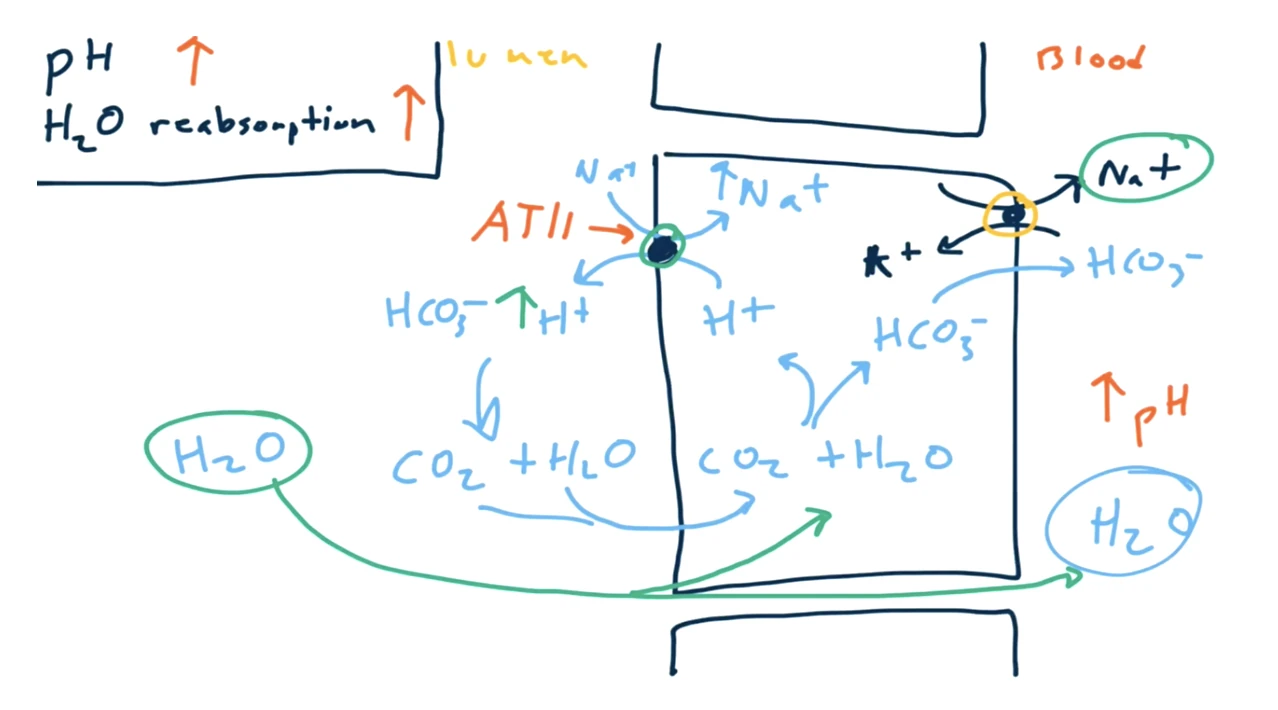 pH ↑
H₂O reabsorption ↑
lumen
Blood
Na+
↑Na+
Na+
ATII →
K+
HCO₃⁻
HCO₃⁻ ↑H+
H+
HCO₃⁻
↑pH
H₂O
CO₂ + H₂O
CO₂ + H₂O
H₂O